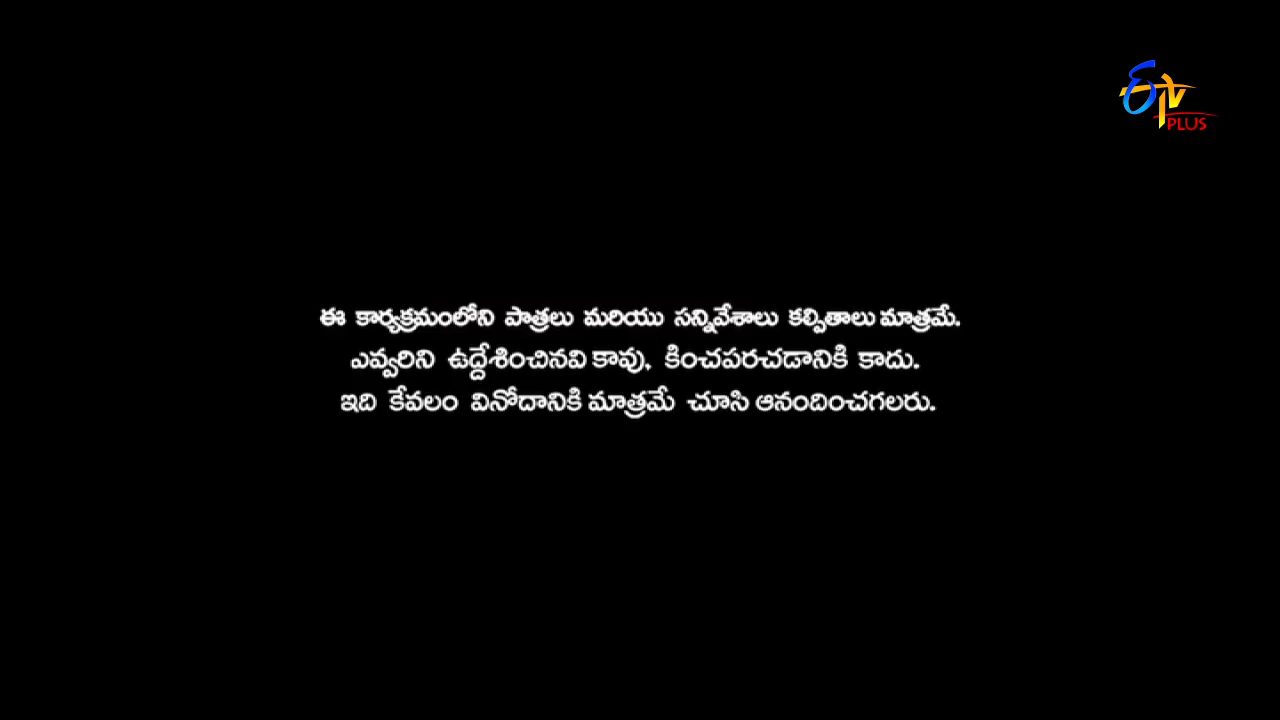 ETV
PLUS
ఈ కార్యక్రమంలోని పాత్రలు మరియు సన్నివేశాలు కల్పితాలు మాత్రమే.
ఎవ్వరిని ఉద్దేశించినవి కావు, కించపరచడానికి కాదు.
ఇది కేవలం వినోదానికి మాత్రమే చూసి ఆనందించగలరు.